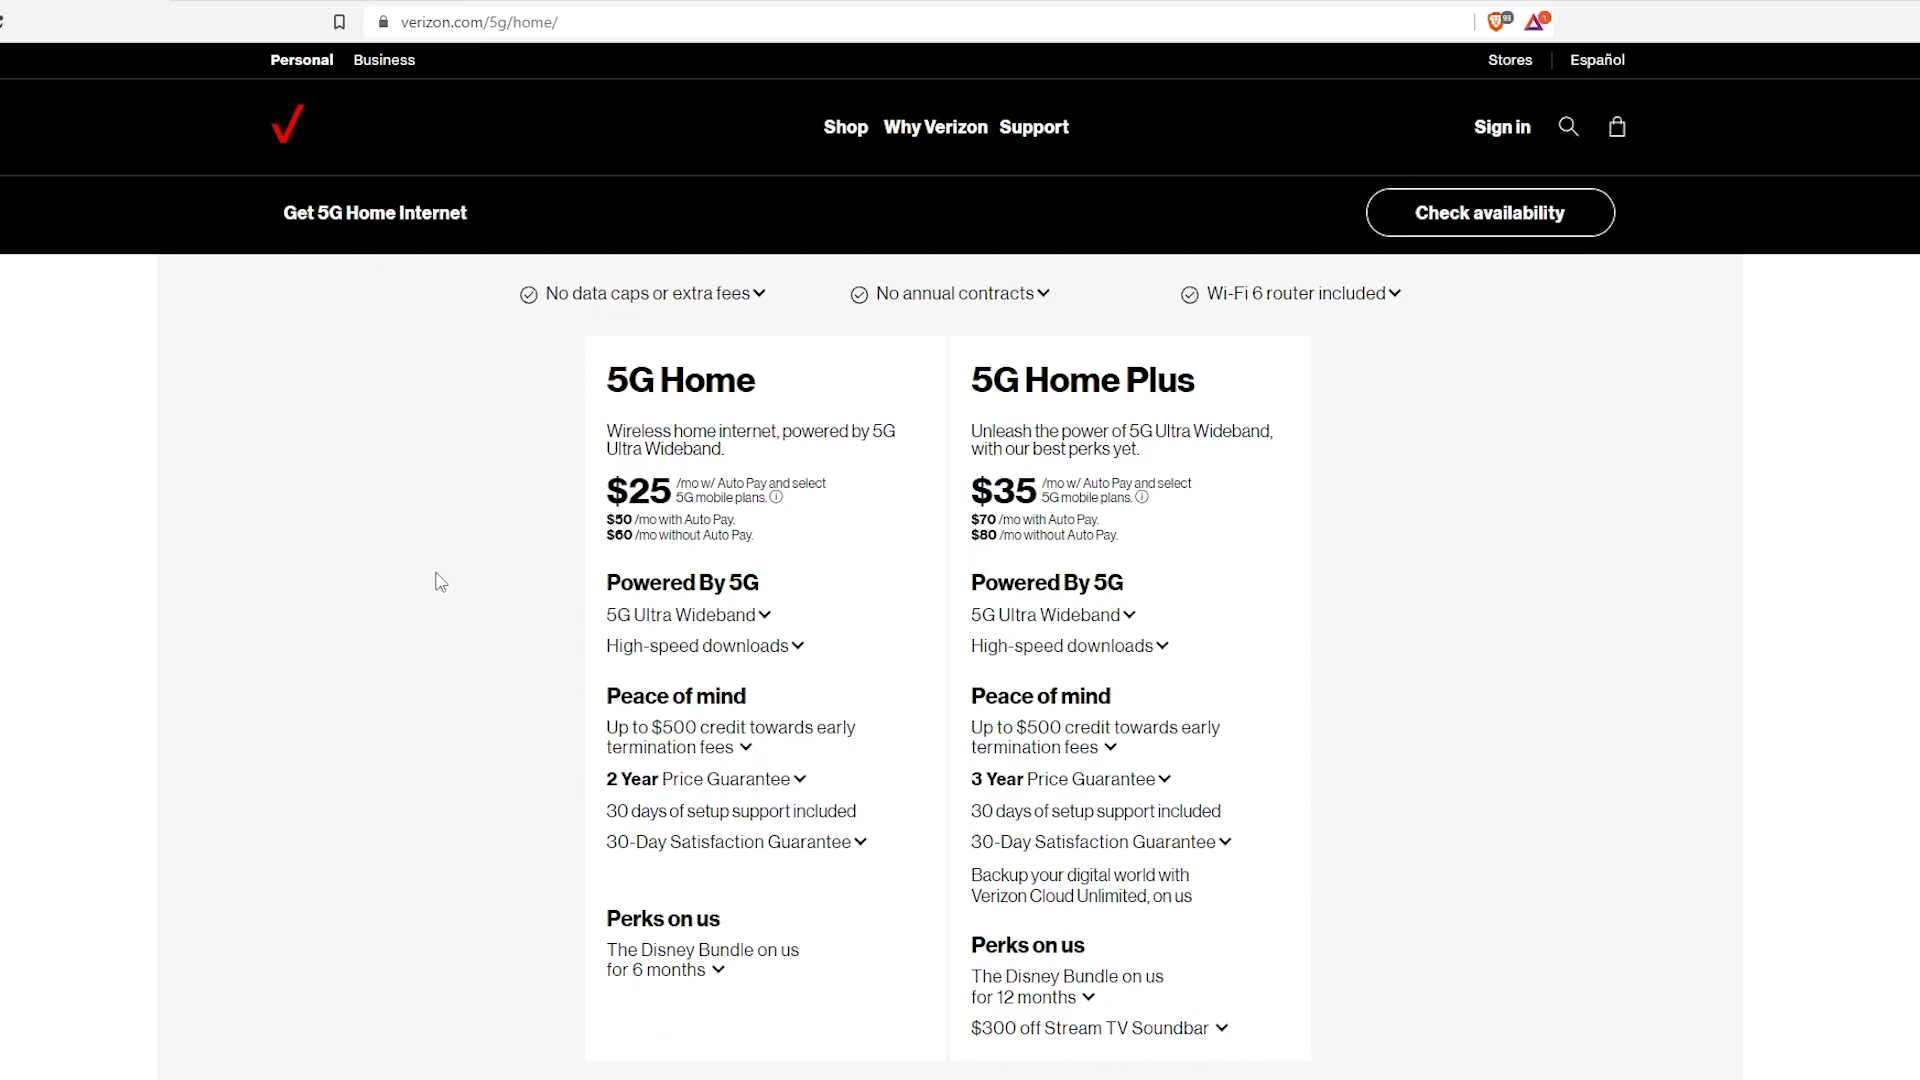 verizon.com/5g/home/
93
1
Personal Business
Stores Español
Shop Why Verizon Support
Sign in
Get 5G Home Internet
Check availability
No data caps or extra fees
No annual contracts
Wi-Fi 6 router included
5G Home
Wireless home internet, powered by 5G
Ultra Wideband.
$25 /mo w/ Auto Pay and select
5G mobile plans.
$50 /mo with Auto Pay.
$60 /mo without Auto Pay.
Powered By 5G
5G Ultra Wideband
High-speed downloads
Peace of mind
Up to $500 credit towards early
termination fees
2 Year Price Guarantee
30 days of setup support included
30-Day Satisfaction Guarantee
Perks on us
The Disney Bundle on us
for 6 months
5G Home Plus
Unleash the power of 5G Ultra Wideband,
with our best perks yet.
$35 /mo w/ Auto Pay and select
5G mobile plans.
$70 /mo with Auto Pay.
$80 /mo without Auto Pay.
Powered By 5G
5G Ultra Wideband
High-speed downloads
Peace of mind
Up to $500 credit towards early
termination fees
3 Year Price Guarantee
30 days of setup support included
30-Day Satisfaction Guarantee
Backup your digital world with
Verizon Cloud Unlimited, on us
Perks on us
The Disney Bundle on us
for 12 months
$300 off Stream TV Soundbar